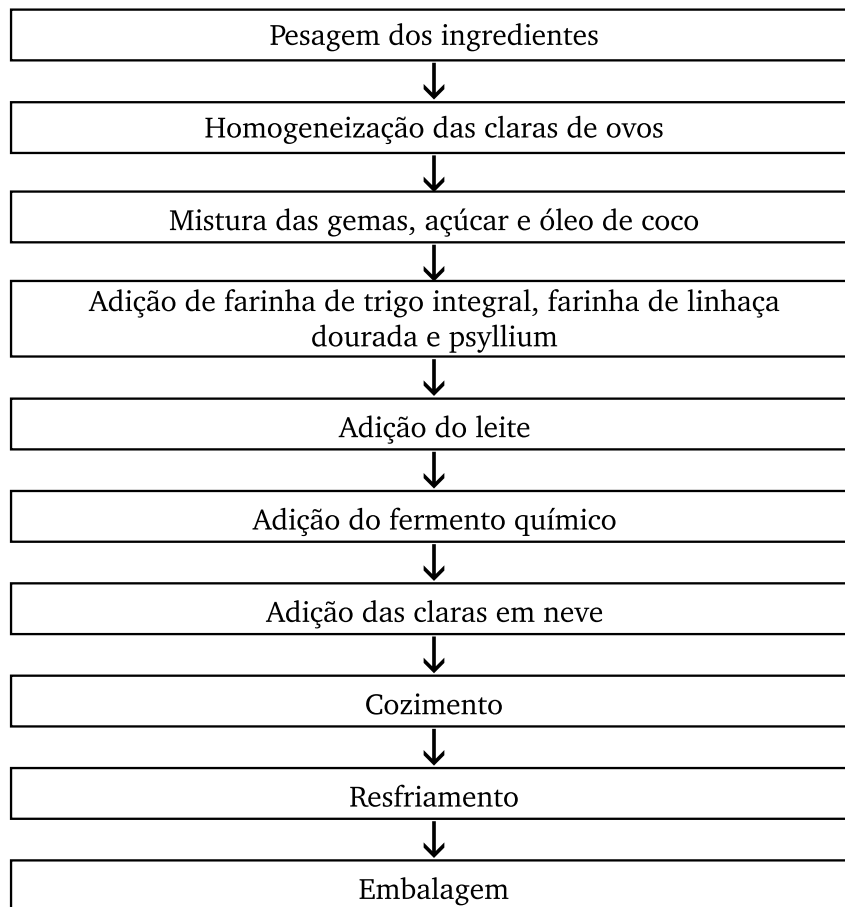 Pesagem dos ingredientes
Homogeneização das claras de ovos
Mistura das gemas, açúcar e óleo de coco
Adição de farinha de trigo integral, farinha de linhaça
dourada e psyllium
Adição do leite
Adição do fermento químico
Adição das claras em neve
Cozimento
Resfriamento
Embalagem